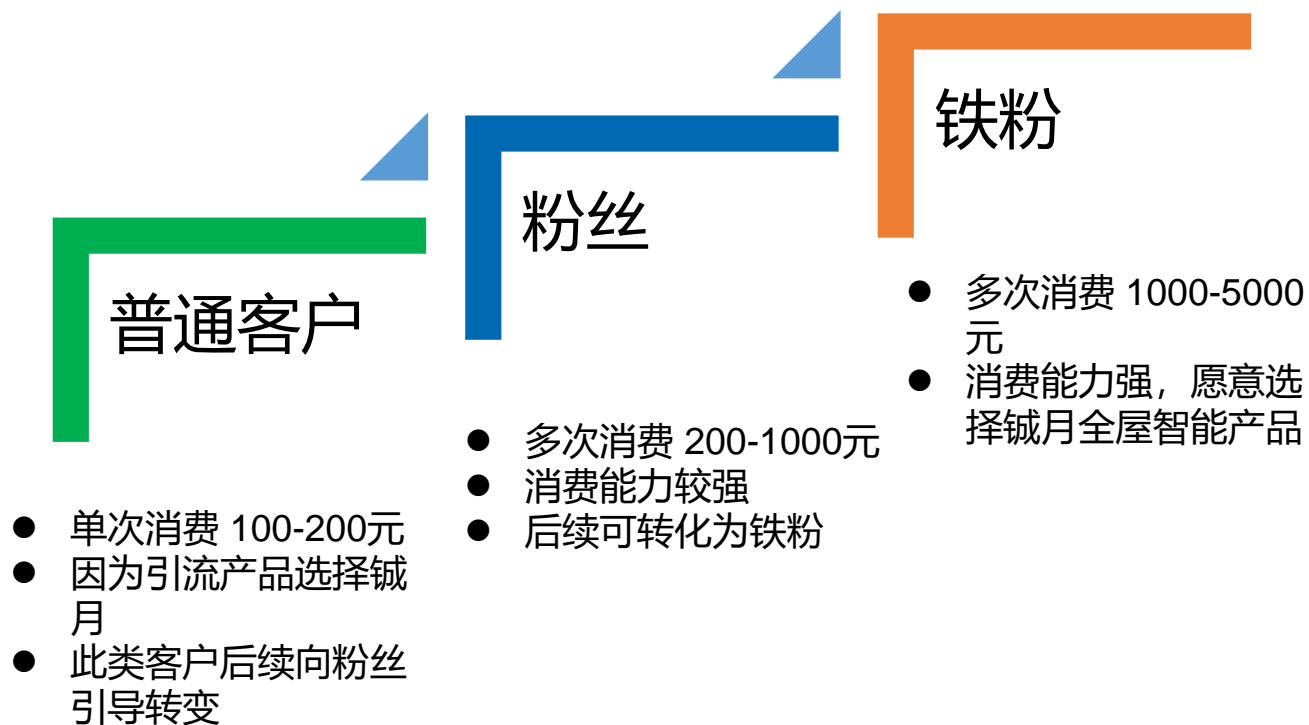 普通客户
● 单次消费 100-200元
● 因为引流产品选择铖
月
● 此类客户后续向粉丝
引导转变
粉丝
● 多次消费 200-1000元
● 消费能力较强
● 后续可转化为铁粉
铁粉
● 多次消费 1000-5000
元
● 消费能力强，愿意选
择铖月全屋智能产品